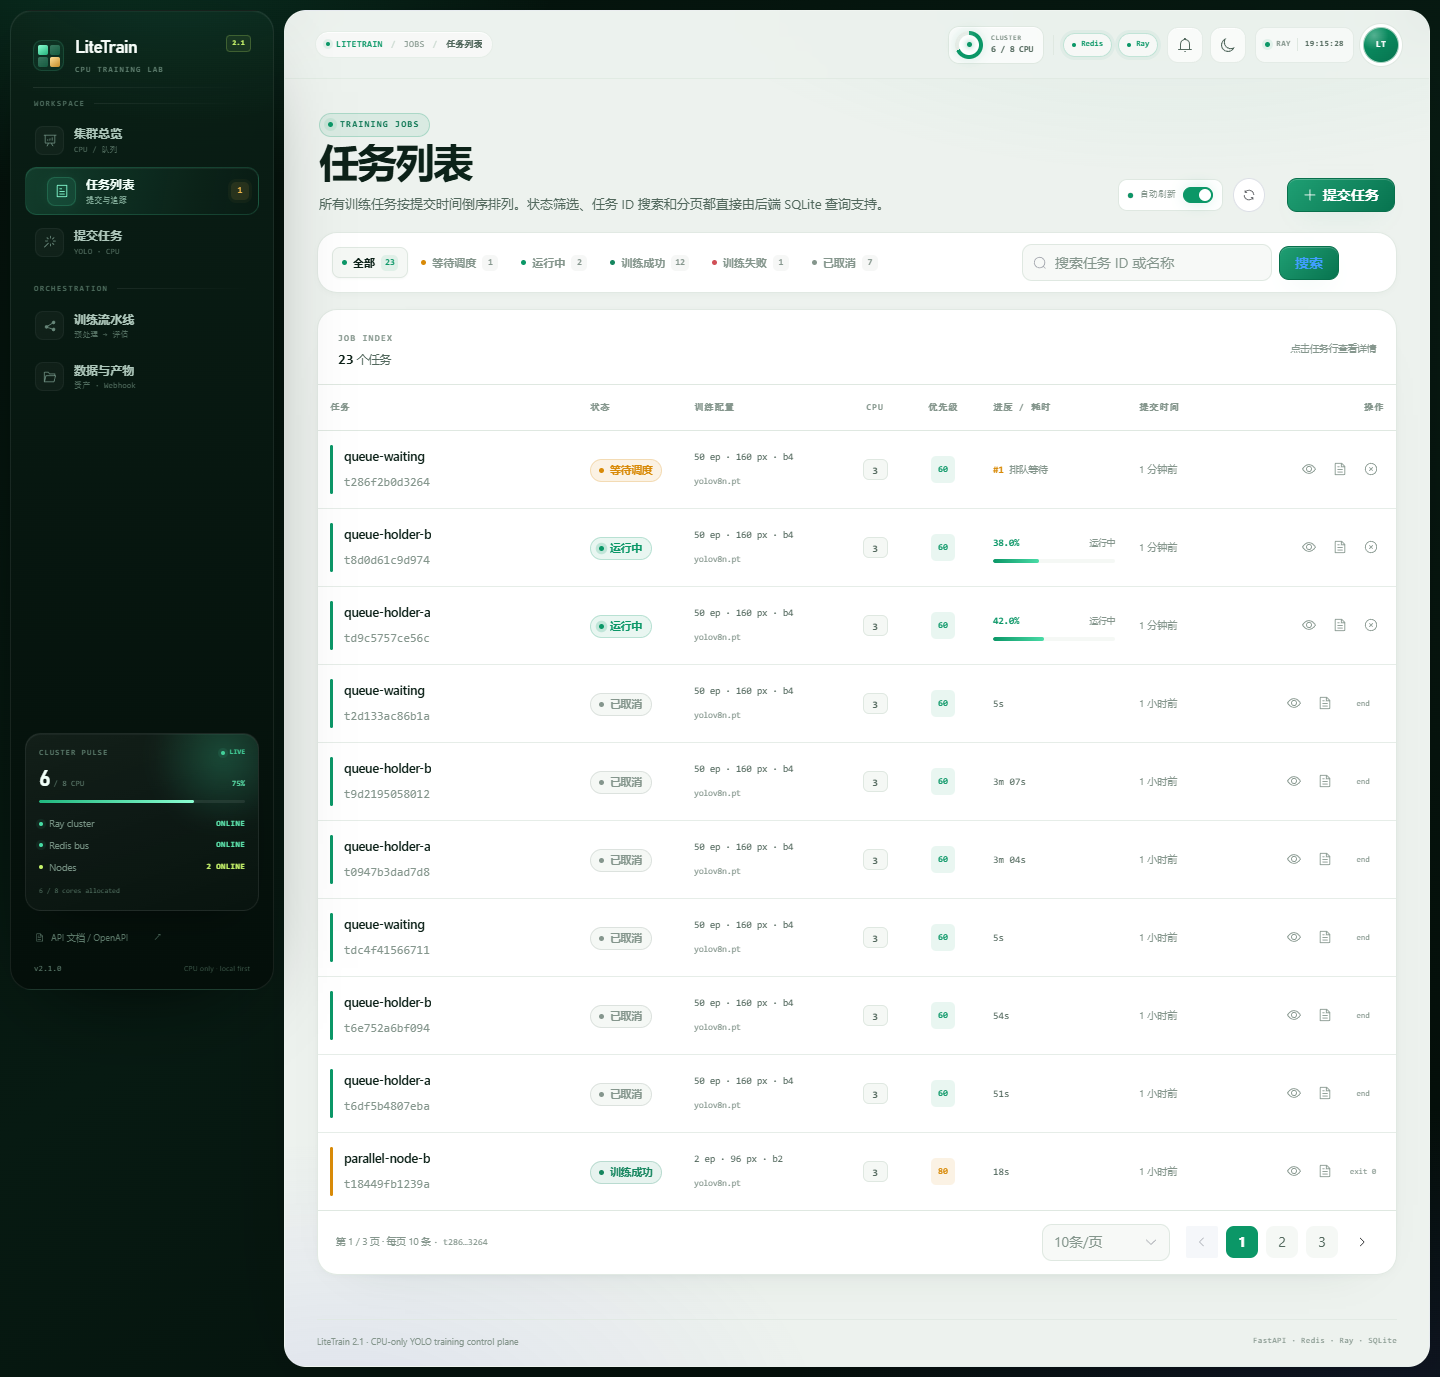 LiteTrain
2.1
CPU TRAINING LAB
WORKSPACE
集群总览
CPU / 队列
任务列表
提交与追踪
1
提交任务
YOLO · CPU
ORCHESTRATION
训练流水线
预处理 → 评估
数据与产物
资产 · Webhook
CLUSTER PULSE
LIVE
6 / 8 CPU
75%
Ray cluster
ONLINE
Redis bus
ONLINE
Nodes
2 ONLINE
6 / 8 cores allocated
API 文档 / OpenAPI
v2.1.0
CPU only · local first
LITETRAIN / JOBS / 任务列表
CLUSTER
6 / 8 CPU
Redis
Ray
RAY
19:15:28
LT
TRAINING JOBS
任务列表
所有训练任务按提交时间倒序排列。状态筛选、任务 ID 搜索和分页都直接由后端 SQLite 查询支持。
自动刷新
提交任务
全部 23
等待调度 1
运行中 2
训练成功 12
训练失败 1
已取消 7
搜索任务 ID 或名称
搜索
JOB INDEX
23 个任务
点击任务行查看详情
任务 状态 训练配置 CPU 优先级 进度 / 耗时 提交时间 操作
queue-waiting
t286f2b0d3264
等待调度
50 ep · 160 px · b4
yolov8n.pt
3
60
#1 排队等待
1 分钟前
queue-holder-b
t8d0d61c9d974
运行中
50 ep · 160 px · b4
yolov8n.pt
3
60
38.0%
运行中
1 分钟前
queue-holder-a
td9c5757ce56c
运行中
50 ep · 160 px · b4
yolov8n.pt
3
60
42.0%
运行中
1 分钟前
queue-waiting
t2d133ac86b1a
已取消
50 ep · 160 px · b4
yolov8n.pt
3
60
5s
1 小时前
end
queue-holder-b
t9d2195058012
已取消
50 ep · 160 px · b4
yolov8n.pt
3
60
3m 07s
1 小时前
end
queue-holder-a
t0947b3dad7d8
已取消
50 ep · 160 px · b4
yolov8n.pt
3
60
3m 04s
1 小时前
end
queue-waiting
tdc4f41566711
已取消
50 ep · 160 px · b4
yolov8n.pt
3
60
5s
1 小时前
end
queue-holder-b
t6e752a6bf094
已取消
50 ep · 160 px · b4
yolov8n.pt
3
60
54s
1 小时前
end
queue-holder-a
t6df5b4807eba
已取消
50 ep · 160 px · b4
yolov8n.pt
3
60
51s
1 小时前
end
parallel-node-b
t18449fb1239a
训练成功
2 ep · 96 px · b2
yolov8n.pt
3
80
18s
1 小时前
exit 0
第 1 / 3 页 · 每页 10 条 · t286…3264
10条/页
1
2
3
LiteTrain 2.1 · CPU-only YOLO training control plane
FastAPI · Redis · Ray · SQLite